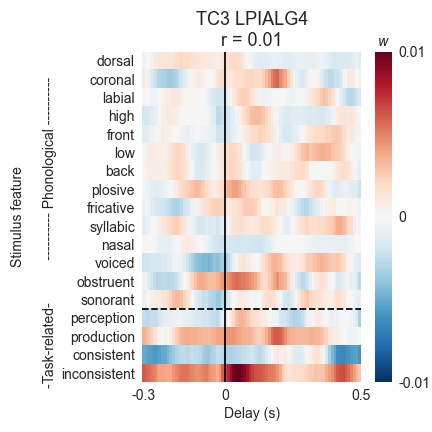 TC3 LPIALG4
r = 0.01
w
Stimulus feature
-Task-related- ---------- Phonological ----------
dorsal
coronal
labial
high
front
low
back
plosive
fricative
syllabic
nasal
voiced
obstruent
sonorant
perception
production
consistent
inconsistent
0.01
0
-0.01
-0.3 0 0.5
Delay (s)